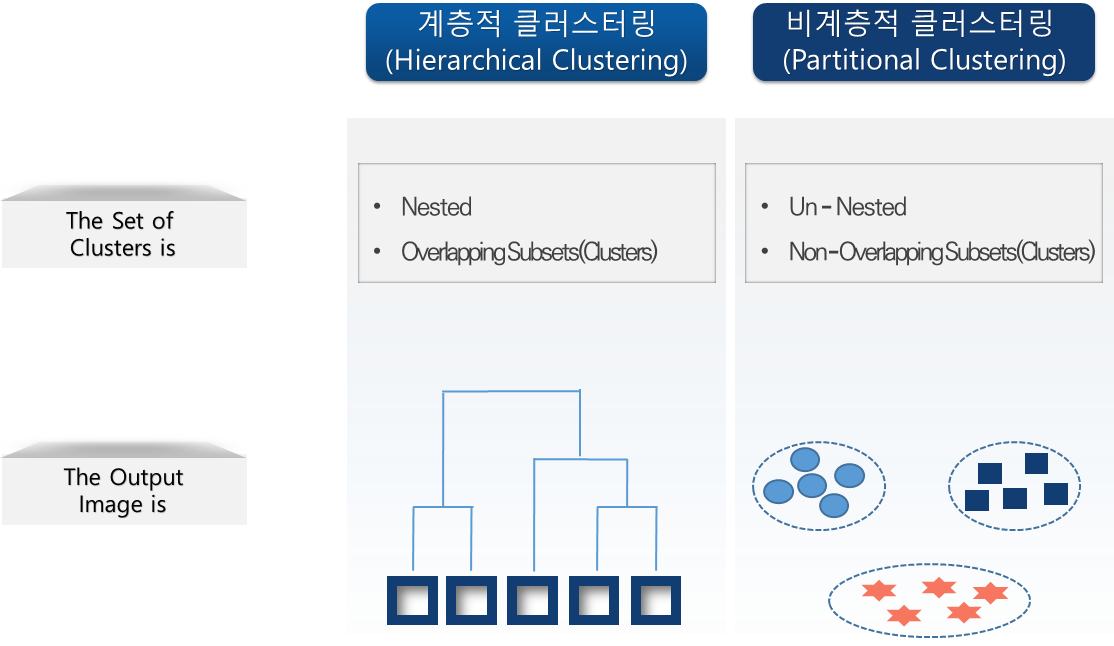 계층적 클러스터링
(Hierarchical Clustering)
비계층적 클러스터링
(Partitional Clustering)
The Set of
Clusters is
• Nested
• Overlapping Subsets(Clusters)
• Un - Nested
• Non - Overlapping Subsets(Clusters)
The Output
Image is